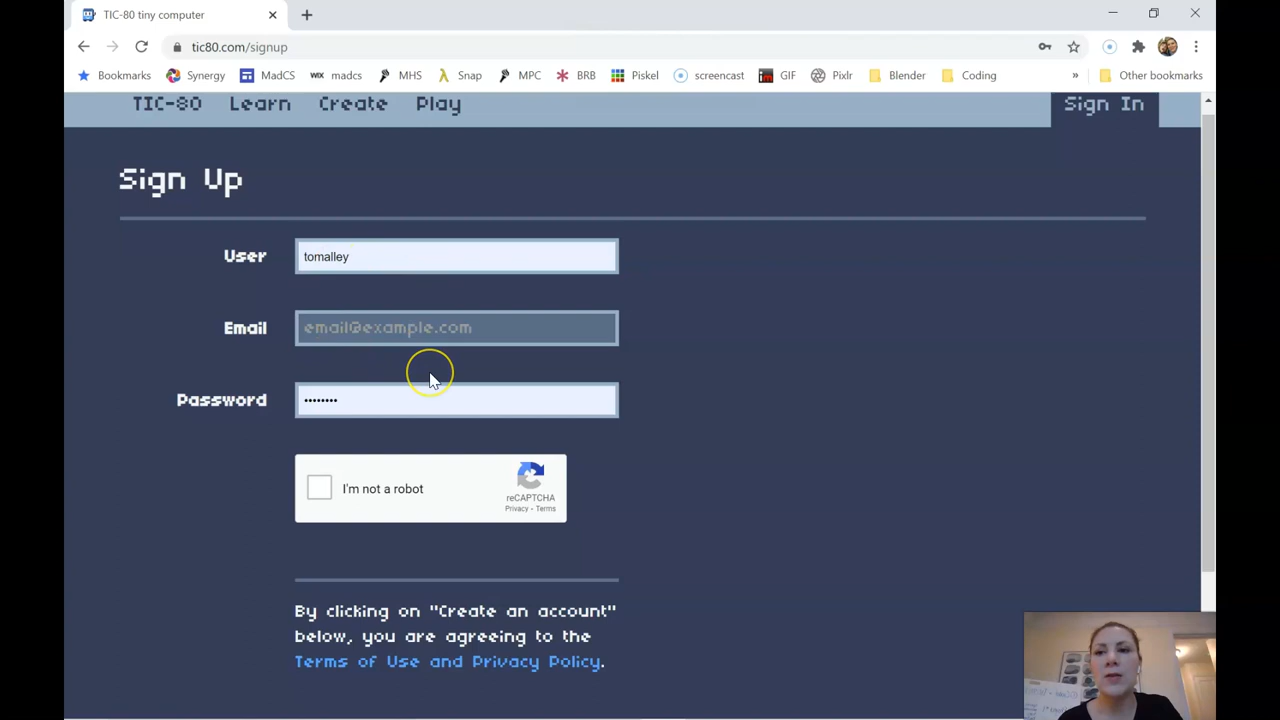 TIC-80 tiny computer
tic80.com/signup
Bookmarks Synergy MadCS WIX madcs MHS Snap MPC BRB Piskel screencast GIF Pixlr Blender Coding » Other bookmarks
TIC-80 Learn Create Play Sign In
Sign Up
User tomalley
Email email@example.com
Password ••••••••
I'm not a robot
reCAPTCHA
Privacy - Terms
By clicking on "Create an account"
below, you are agreeing to the
Terms of Use and Privacy Policy.